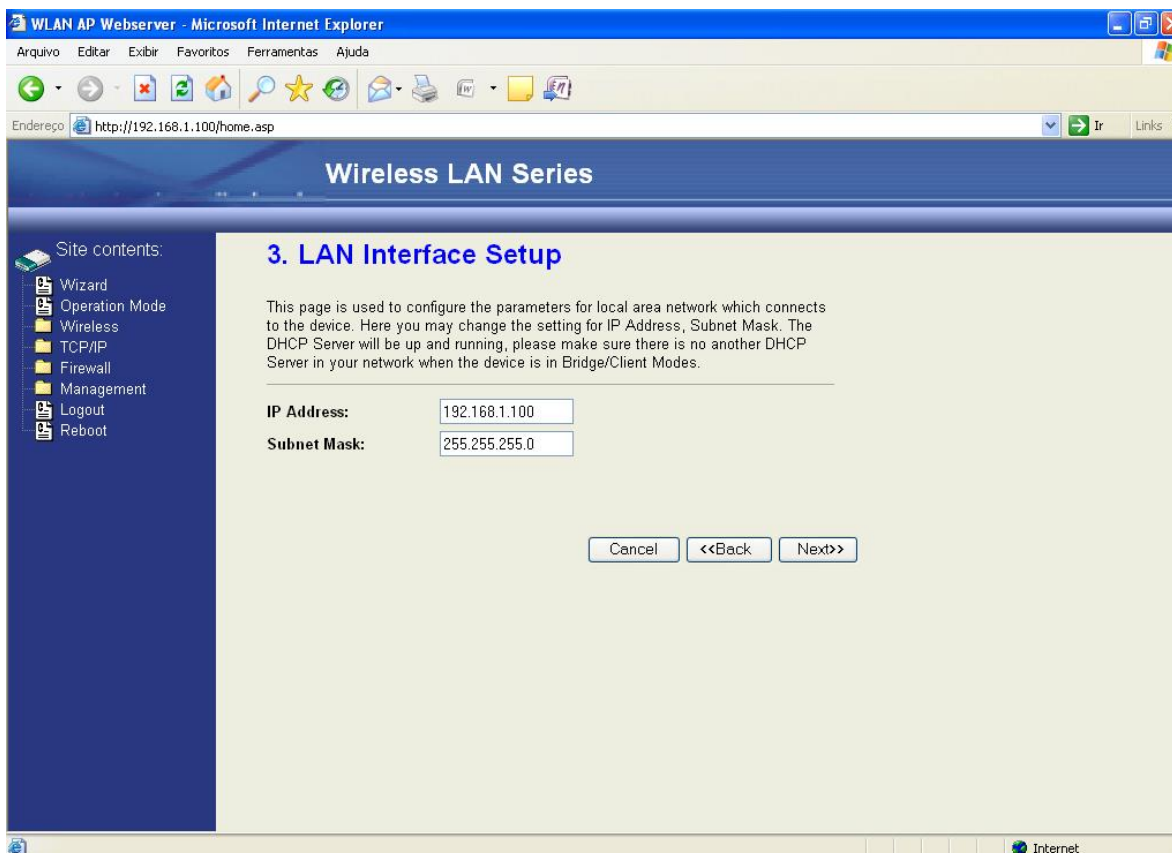 WLAN AP Webserver - Microsoft Internet Explorer
Arquivo Editar Exibir Favoritos Ferramentas Ajuda
Endereço http://192.168.1.100/home.asp Ir Links
Wireless LAN Series
Site contents:
Wizard
Operation Mode
Wireless
TCP/IP
Firewall
Management
Logout
Reboot
3. LAN Interface Setup
This page is used to configure the parameters for local area network which connects
to the device. Here you may change the setting for IP Address, Subnet Mask. The
DHCP Server will be up and running, please make sure there is no another DHCP
Server in your network when the device is in Bridge/Client Modes.
IP Address: 192.168.1.100
Subnet Mask: 255.255.255.0
Cancel <<Back Next>>
Internet